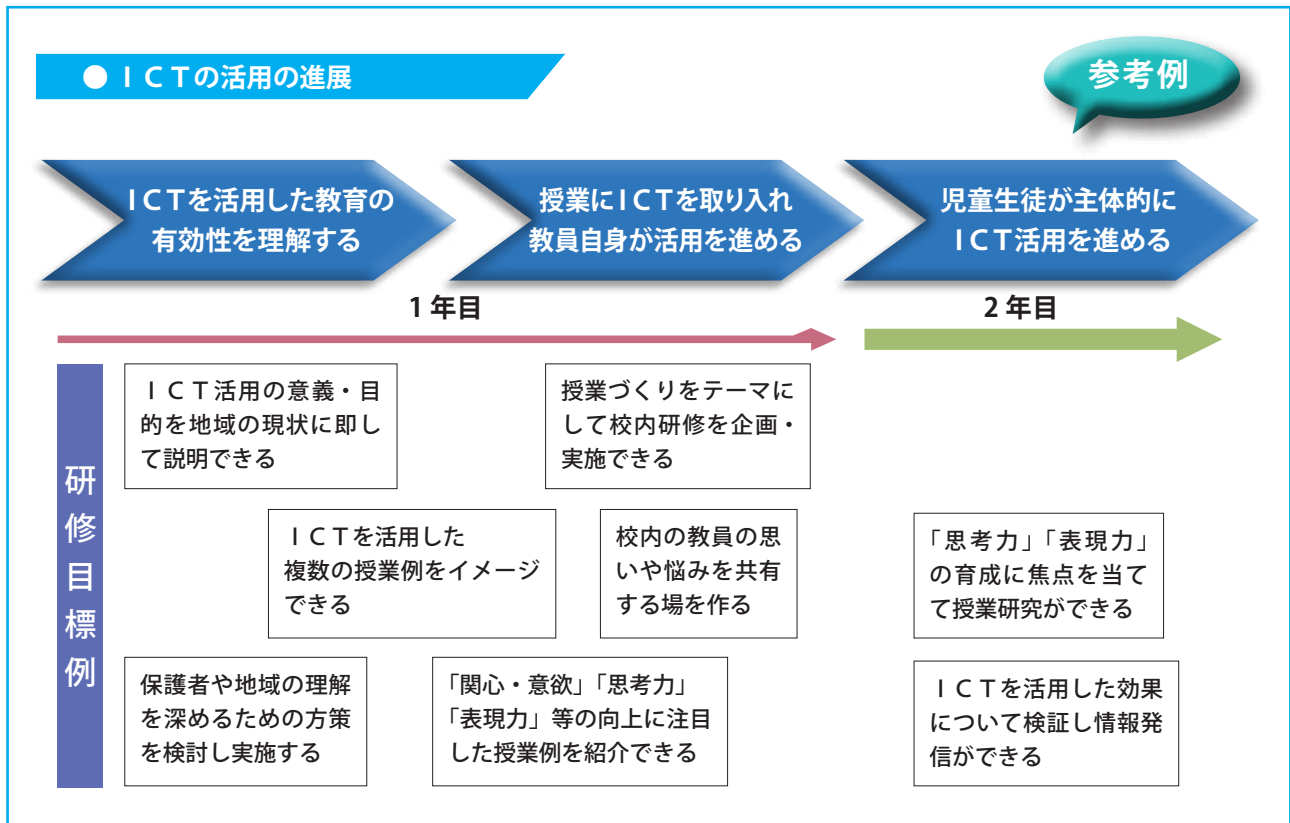 ● ＩＣＴの活用の進展
参考例
ＩＣＴを活用した教育の
有効性を理解する
授業にＩＣＴを取り入れ
教員自身が活用を進める
児童生徒が主体的に
ＩＣＴ活用を進める
1 年目
2 年目
研修目標例
ＩＣＴ活用の意義・目
的を地域の現状に即し
て説明できる
授業づくりをテーマに
して校内研修を企画・
実施できる
ＩＣＴを活用した
複数の授業例をイメージ
できる
校内の教員の思
いや悩みを共有
する場を作る
「思考力」「表現力」
の育成に焦点を当て
て授業研究ができる
保護者や地域の理解
を深めるための方策
を検討し実施する
「関心・意欲」「思考力」
「表現力」等の向上に注目
した授業例を紹介できる
ＩＣＴを活用した効果
について検証し情報発
信ができる